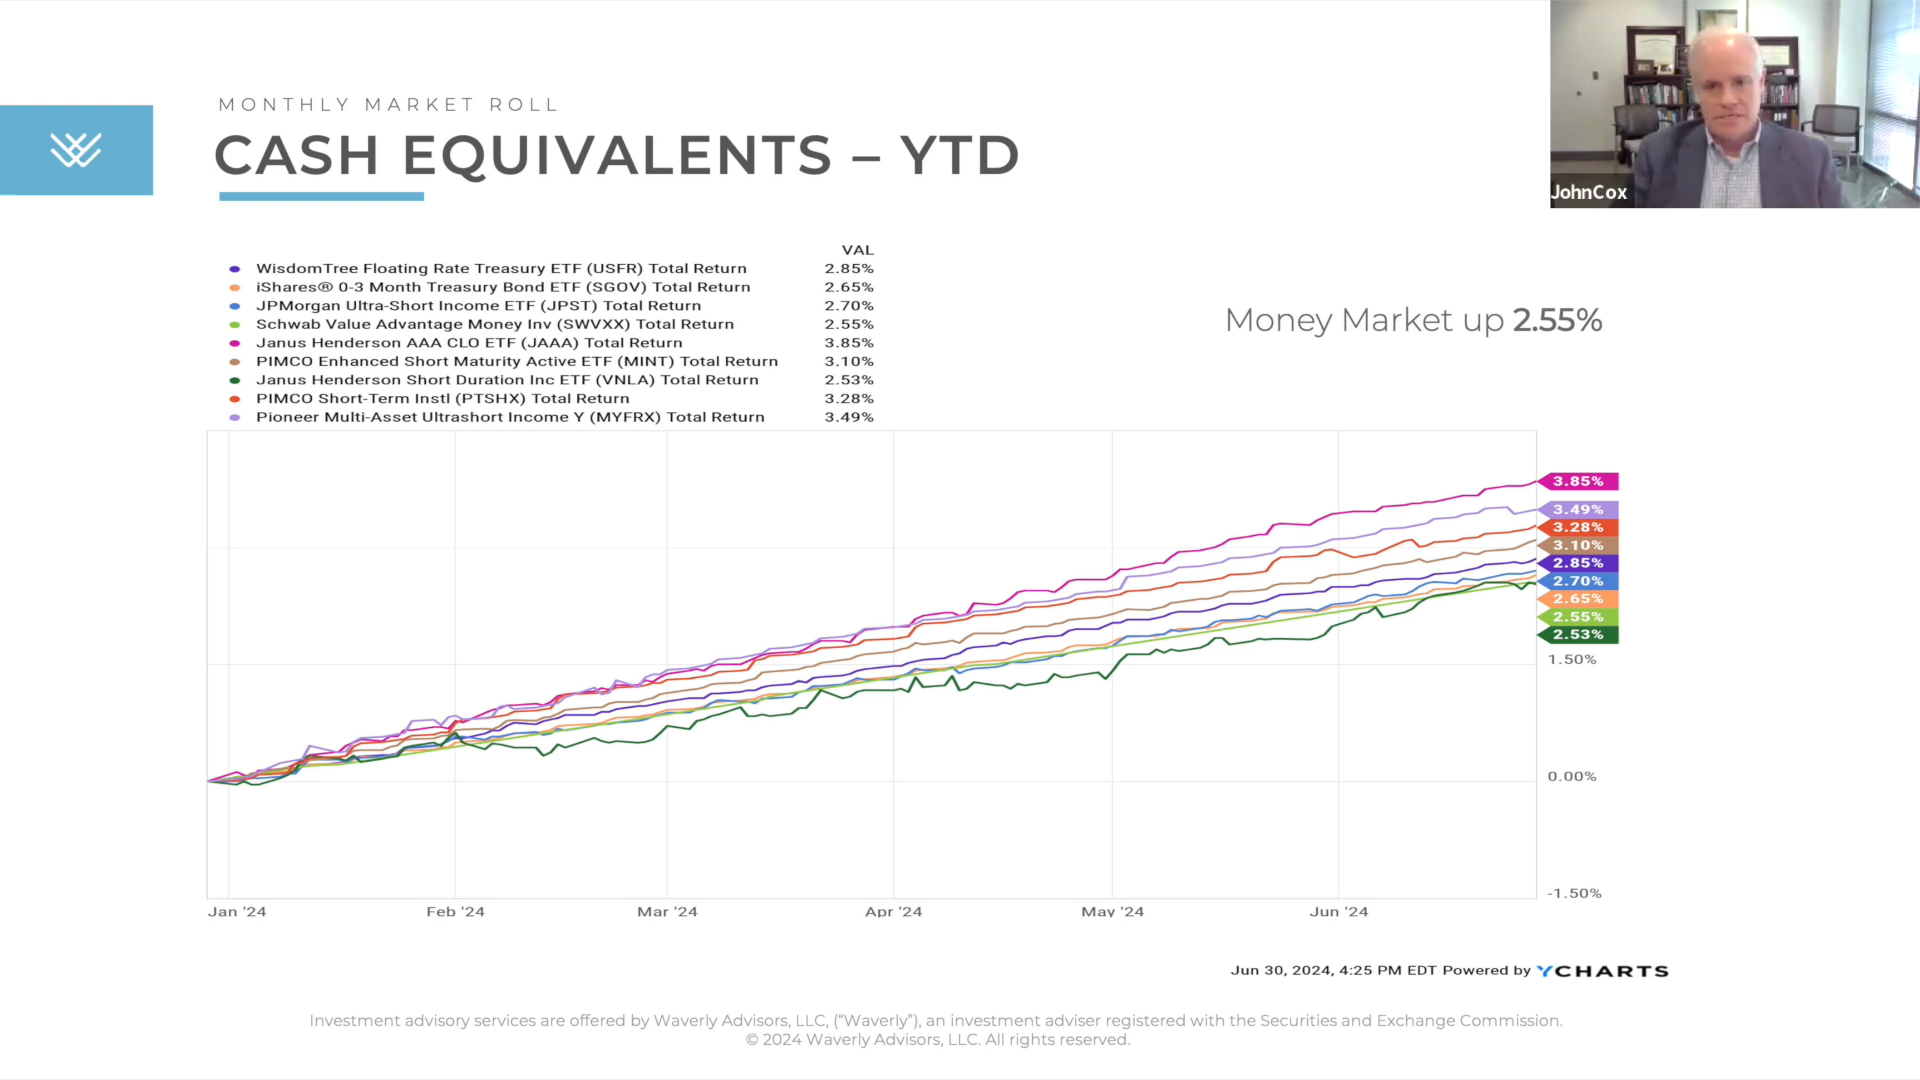 MONTHLY MARKET ROLL
CASH EQUIVALENTS – YTD
JohnCox
VAL
WisdomTree Floating Rate Treasury ETF (USFR) Total Return 2.85%
iShares® 0-3 Month Treasury Bond ETF (SGOV) Total Return 2.65%
JPMorgan Ultra-Short Income ETF (JPST) Total Return 2.70%
Schwab Value Advantage Money Inv (SWVXX) Total Return 2.55%
Janus Henderson AAA CLO ETF (JAAA) Total Return 3.85%
PIMCO Enhanced Short Maturity Active ETF (MINT) Total Return 3.10%
Janus Henderson Short Duration Inc ETF (VNLA) Total Return 2.53%
PIMCO Short-Term Instl (PTSHX) Total Return 3.28%
Pioneer Multi-Asset Ultrashort Income Y (MYFRX) Total Return 3.49%
Money Market up 2.55%
3.85%
3.49%
3.28%
3.10%
2.85%
2.70%
2.65%
2.55%
2.53%
1.50%
0.00%
-1.50%
Jan '24 Feb '24 Mar '24 Apr '24 May '24 Jun '24
Jun 30, 2024, 4:25 PM EDT Powered by YCHARTS
Investment advisory services are offered by Waverly Advisors, LLC, (“Waverly”), an investment adviser registered with the Securities and Exchange Commission.
© 2024 Waverly Advisors, LLC. All rights reserved.